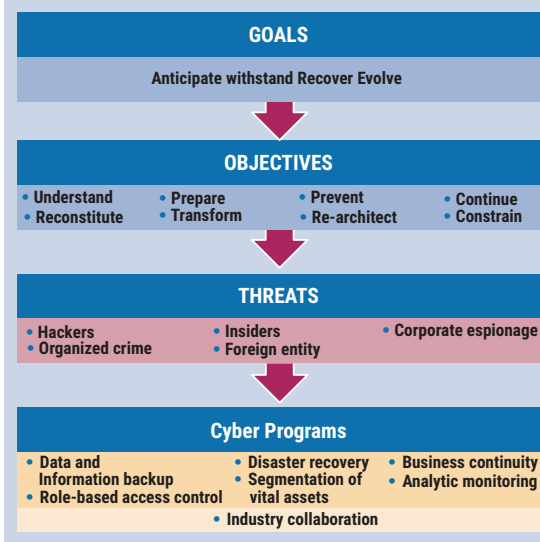 GOALS
Anticipate withstand Recover Evolve
OBJECTIVES
• Understand
• Reconstitute
• Prepare
• Transform
• Prevent
• Re-architect
• Continue
• Constrain
THREATS
• Hackers
• Organized crime
• Insiders
• Foreign entity
• Corporate espionage
Cyber Programs
• Data and
Information backup
• Role-based access control
• Disaster recovery
• Segmentation of
vital assets
• Business continuity
• Analytic monitoring
• Industry collaboration